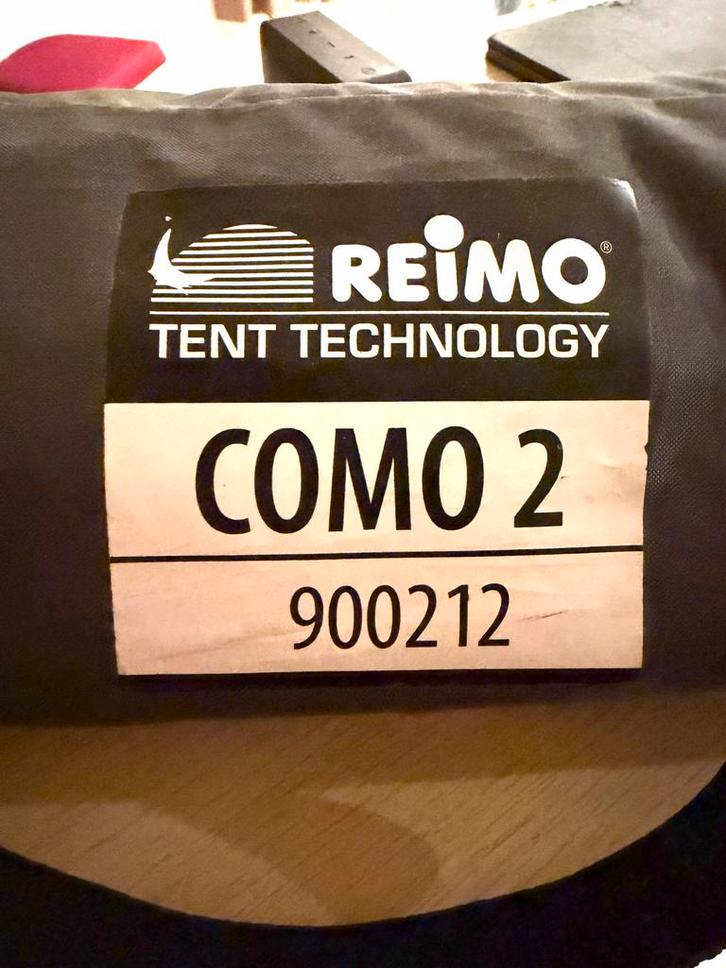 REIMO®
TENT TECHNOLOGY
COMO 2
900212